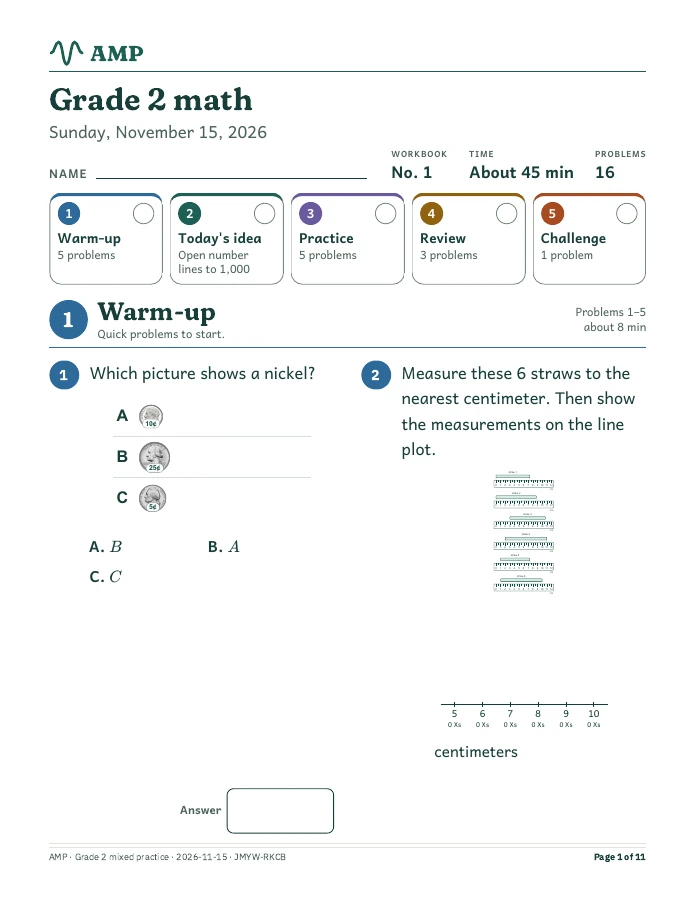 AMP
Grade 2 math
Sunday, November 15, 2026
NAME
WORKBOOK
No. 1
TIME
About 45 min
PROBLEMS
16
1
Warm-up
5 problems
2
Today's idea
Open number
lines to 1,000
3
Practice
5 problems
4
Review
3 problems
5
Challenge
1 problem
1
Warm-up
Quick problems to start.
Problems 1–5
about 8 min
1
Which picture shows a nickel?
A
10¢
B
25¢
C
5¢
A. B
B. A
C. C
Answer
2
Measure these 6 straws to the
nearest centimeter. Then show
the measurements on the line
plot.
5 6 7 8 9 10
0 Xs 0 Xs 0 Xs 0 Xs 0 Xs 0 Xs
centimeters
AMP · Grade 2 mixed practice · 2026-11-15 · JMYW-RKCB
Page 1 of 11